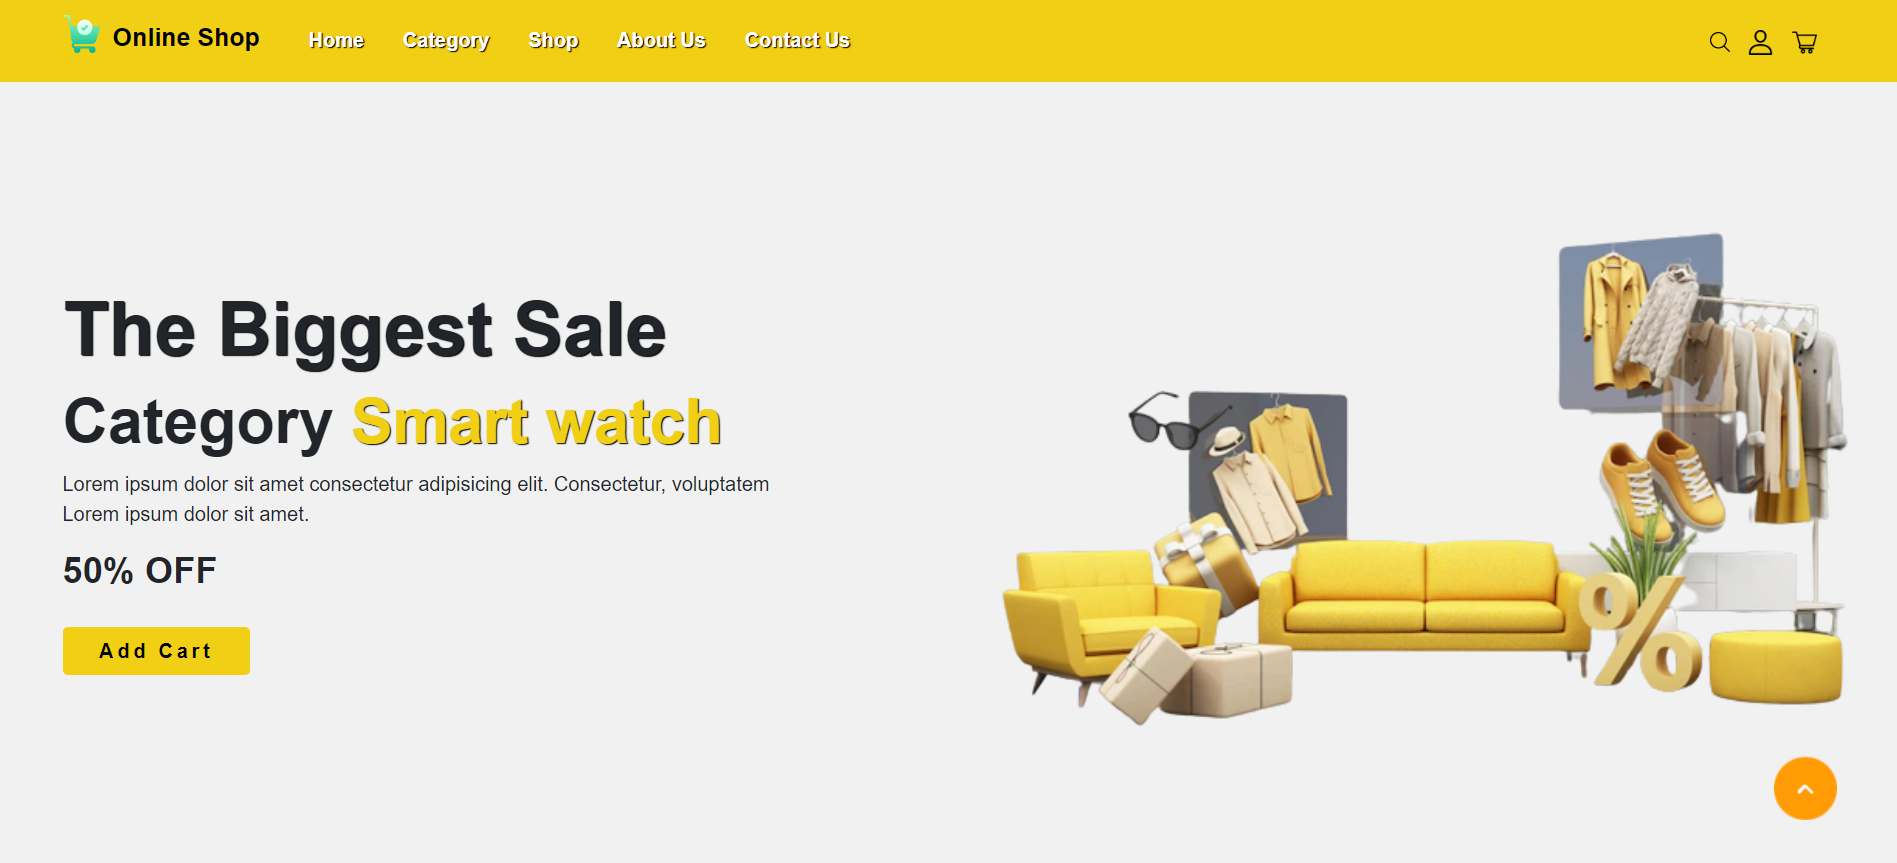 Online Shop
Home
Category
Shop
About Us
Contact Us
The Biggest Sale
Category Smart watch
Lorem ipsum dolor sit amet consectetur adipisicing elit. Consectetur, voluptatem
Lorem ipsum dolor sit amet.
50% OFF
Add Cart
%